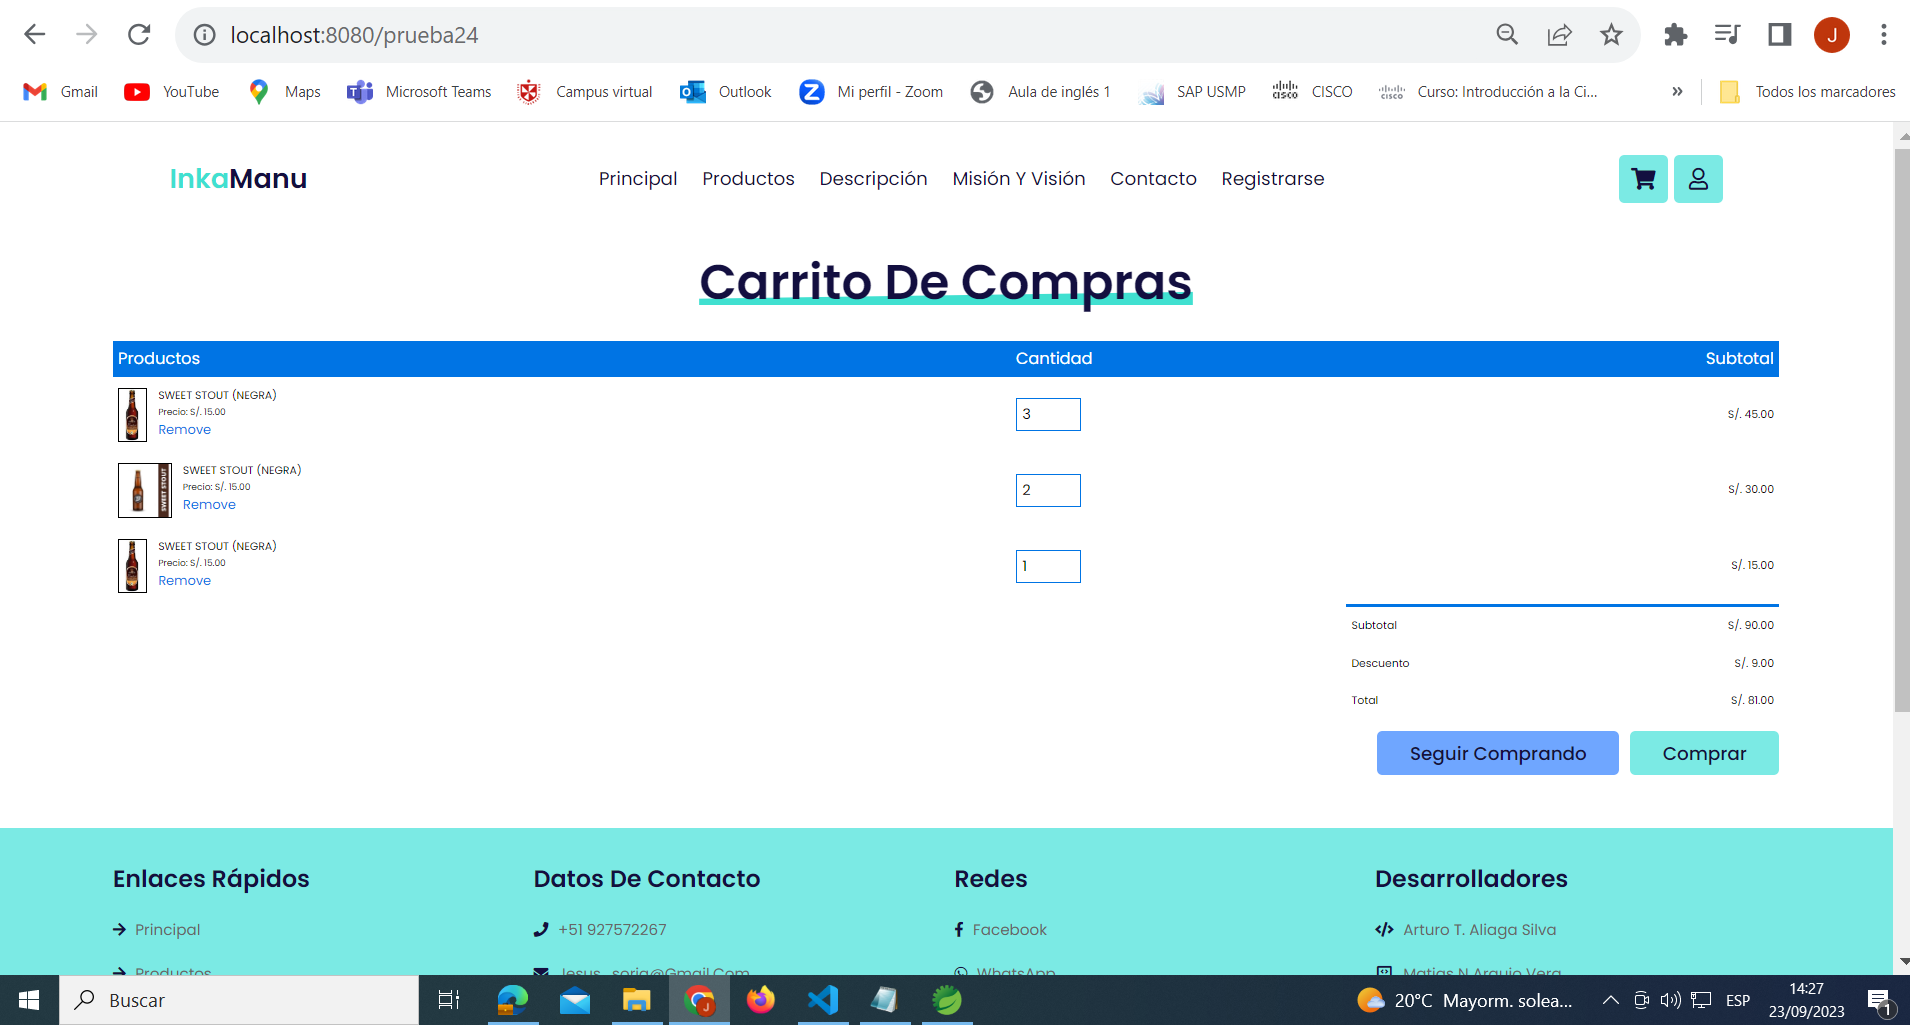 localhost:8080/prueba24
J
Gmail YouTube Maps Microsoft Teams Campus virtual Outlook Mi perfil - Zoom Aula de inglés 1 SAP USMP CISCO Curso: Introducción a la Ci... » Todos los marcadores
InkaManu Principal Productos Descripción Misión Y Visión Contacto Registrarse
Carrito De Compras
Productos Cantidad Subtotal
SWEET STOUT (NEGRA)
Precio: S/. 15.00
Remove
3 S/. 45.00
SWEET STOUT
SWEET STOUT (NEGRA)
Precio: S/. 15.00
Remove
2 S/. 30.00
SWEET STOUT (NEGRA)
Precio: S/. 15.00
Remove
1 S/. 15.00
Subtotal S/. 90.00
Descuento S/. 9.00
Total S/. 81.00
Seguir Comprando Comprar
Enlaces Rápidos Datos De Contacto Redes Desarrolladores
Principal +51 927572267 Facebook Arturo T. Aliaga Silva
Productos Jesus_soria@Gmail.Com WhatsApp Matias N Araujo Vera
Buscar 20°C Mayorm. solea... ESP 14:27
23/09/2023
1